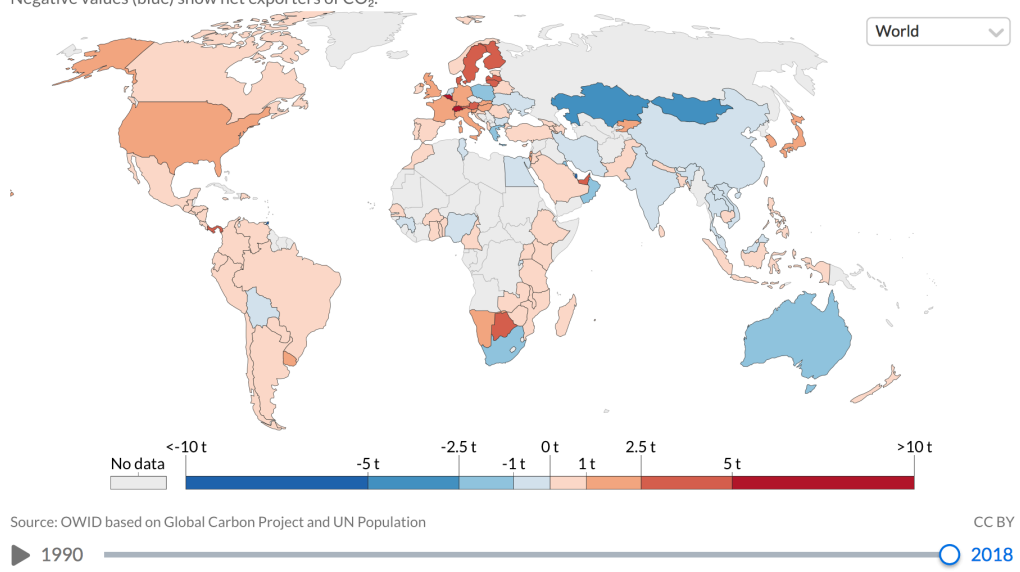 Negative values (blue) show net exporters of CO₂.
World
<-10 t -2.5 t 0 t 2.5 t >10 t
No data -5 t -1 t 1 t 5 t
Source: OWID based on Global Carbon Project and UN Population CC BY
1990 2018